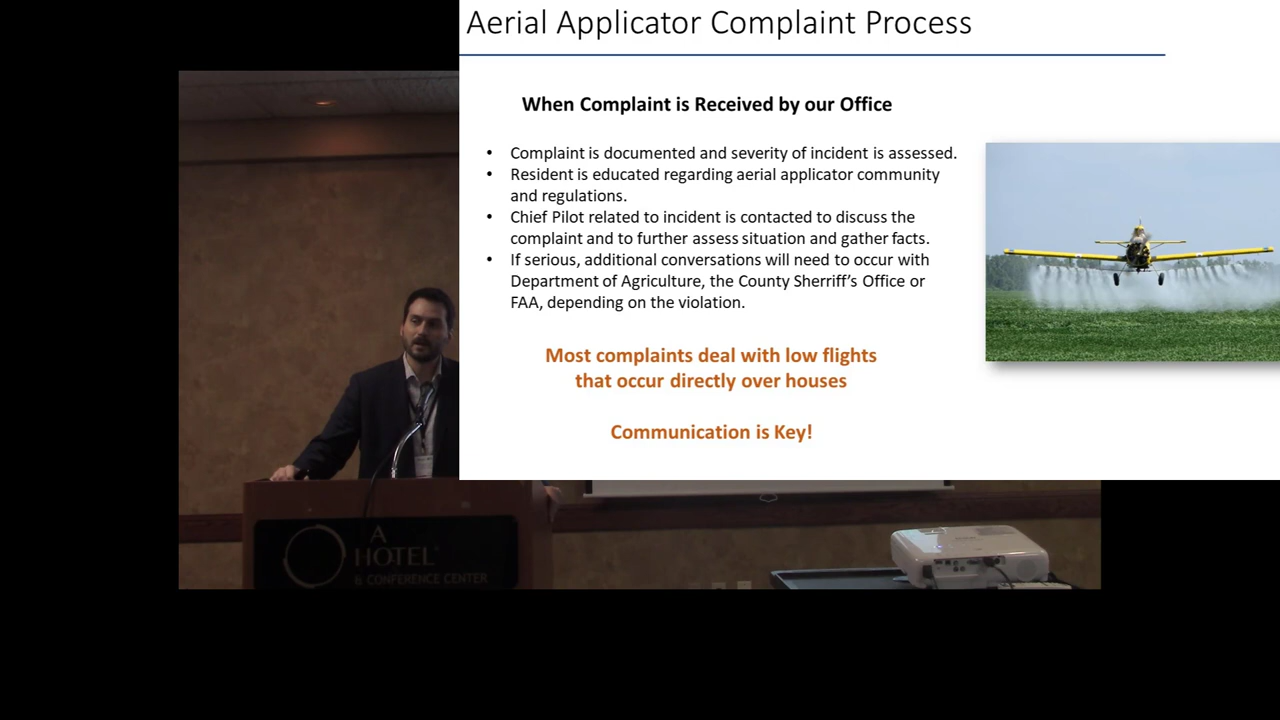 Aerial Applicator Complaint Process
When Complaint is Received by our Office
• Complaint is documented and severity of incident is assessed.
• Resident is educated regarding aerial applicator community
and regulations.
• Chief Pilot related to incident is contacted to discuss the
complaint and to further assess situation and gather facts.
• If serious, additional conversations will need to occur with
Department of Agriculture, the County Sherriff's Office or
FAA, depending on the violation.
Most complaints deal with low flights
that occur directly over houses
Communication is Key!
A
HOTEL
& CONFERENCE CENTER